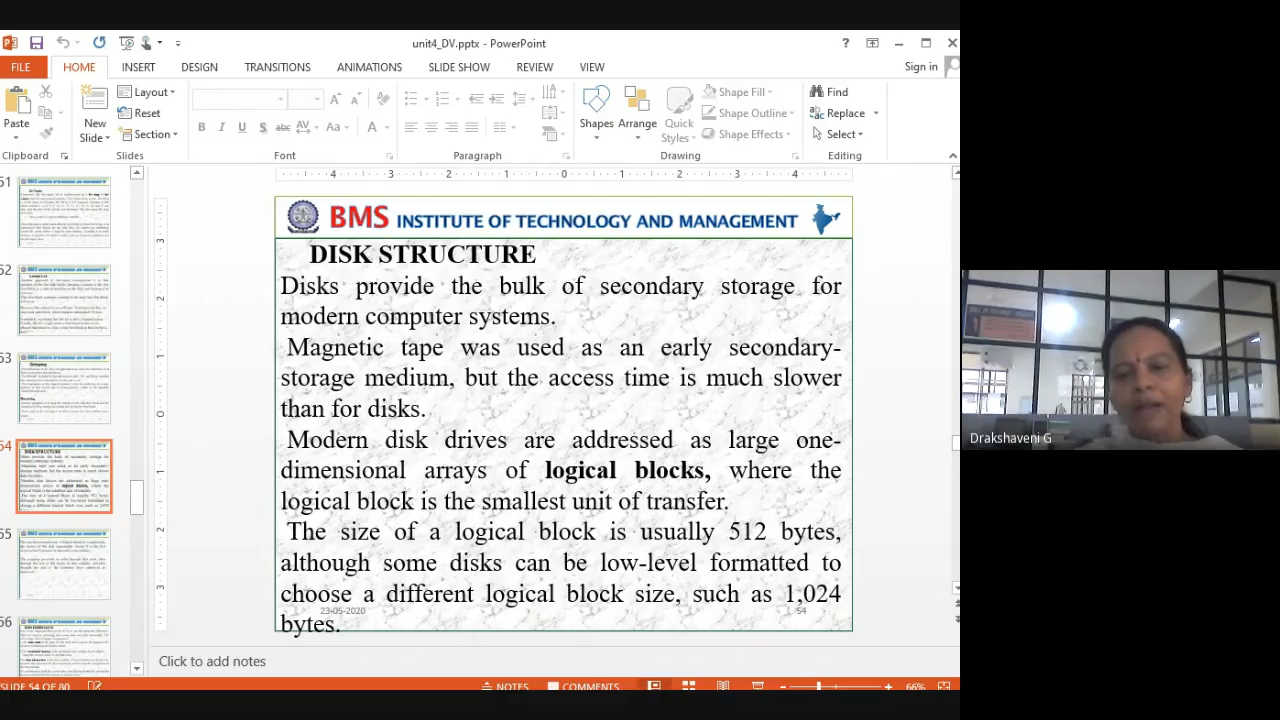 unit4_DV.pptx - PowerPoint
FILE HOME INSERT DESIGN TRANSITIONS ANIMATIONS SLIDE SHOW REVIEW VIEW Sign in
Paste
New Slide
Layout
Reset
Section
Shapes Arrange Quick Styles
Shape Fill
Shape Outline
Shape Effects
Find
Replace
Select
Clipboard Slides Font Paragraph Drawing Editing
BMS INSTITUTE OF TECHNOLOGY AND MANAGEMENT
DISK STRUCTURE
Disks provide the bulk of secondary storage for
modern computer systems.
Magnetic tape was used as an early secondary-
storage medium, but the access time is much slower
than for disks.
Modern disk drives are addressed as large one-
dimensional arrays of logical blocks, where the
logical block is the smallest unit of transfer.
The size of a logical block is usually 512 bytes,
although some disks can be low-level formatted to
choose a different logical block size, such as 1,024
bytes.
23-05-2020 54
Click to add notes
SLIDE 54 OF 80 NOTES COMMENTS 66%
Drakshaveni G